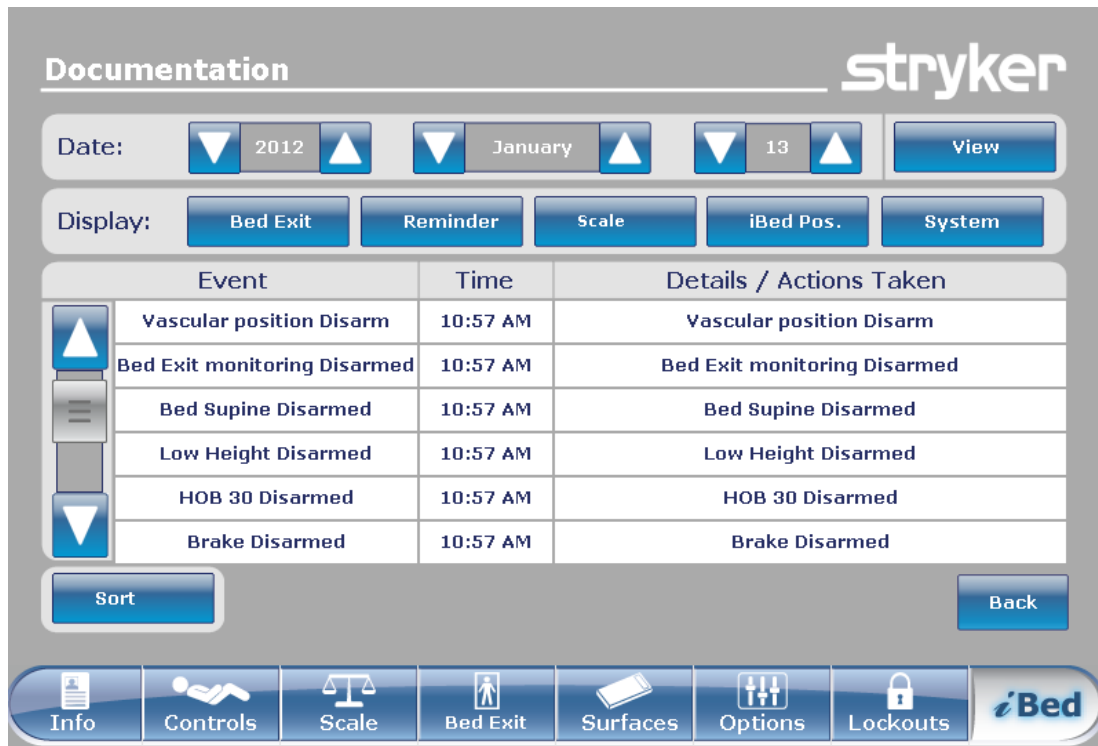 Documentation stryker
Date: 2012 January 13 View
Display: Bed Exit Reminder Scale iBed Pos. System
Event Time Details / Actions Taken
Vascular position Disarm 10:57 AM Vascular position Disarm
Bed Exit monitoring Disarmed 10:57 AM Bed Exit monitoring Disarmed
Bed Supine Disarmed 10:57 AM Bed Supine Disarmed
Low Height Disarmed 10:57 AM Low Height Disarmed
HOB 30 Disarmed 10:57 AM HOB 30 Disarmed
Brake Disarmed 10:57 AM Brake Disarmed
Sort Back
Info Controls Scale Bed Exit Surfaces Options Lockouts iBed